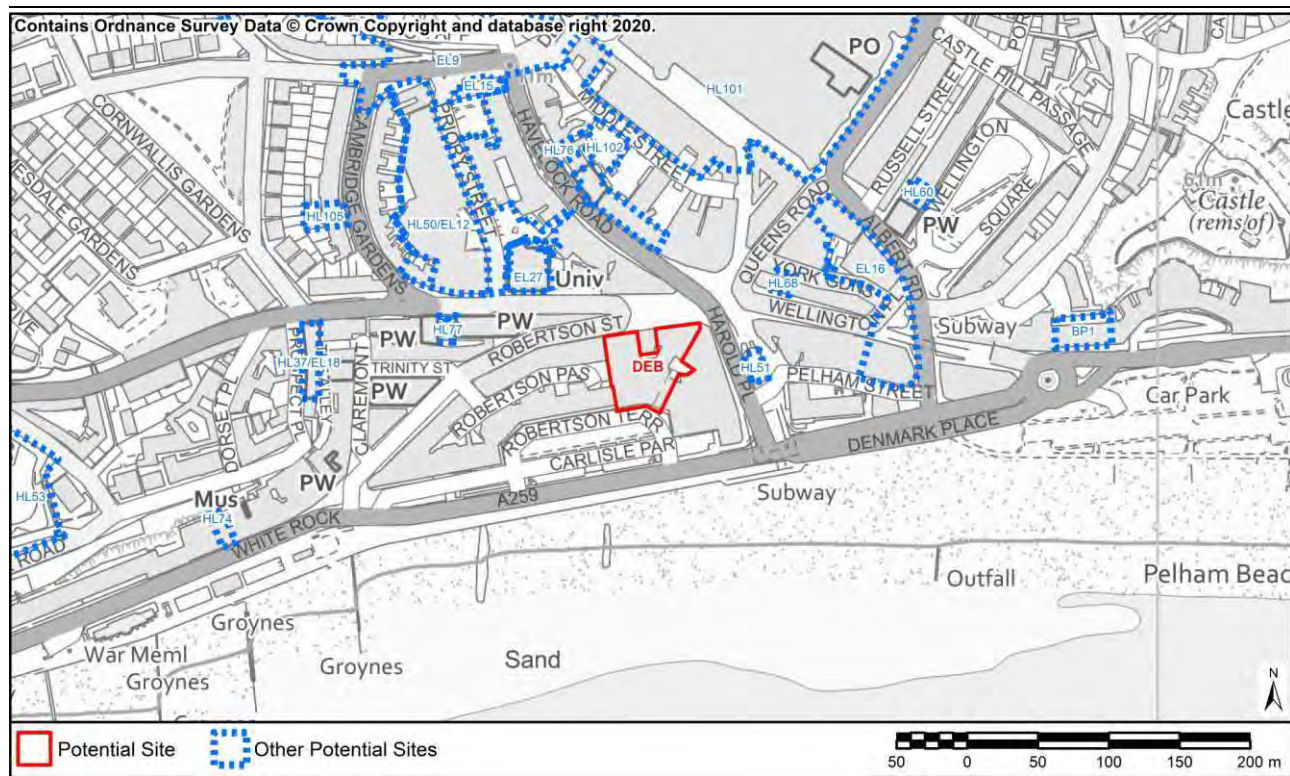 Contains Ordnance Survey Data © Crown Copyright and database right 2020.
EL9
11m
PO
HL101
CASTLE HILL PASSAGE
EL15
CORNWALLIS GARDENS
CAMBRIDGE GARDENS
PRIORY STREET
HAVELOCK ROAD
MIDDLE STREET
RUSSELL STREET
WELLINGTON
SQUARE
Castle
HL76
HL102
HL60
61m
Castle
(rems of)
HL105
HL50/EL12
QUEENS ROAD
ALBERT RD
PW
EL16
EL27
Univ
HL68
YORK GDNS
WELLINGTON PL
Subway
BP1
HL77
PW
PW
ROBERTSON ST
HAROLD PL
PROSPECT P
HL37/EL18
CLAREMONT
TRINITY ST
PW
DEB
HL51
PELHAM STREET
Car Park
DORSET PL
ROBERTSON PAS
ROBERTSON TERR
CARLISLE PAR
DENMARK PLACE
PW
Mus
HL53
HL74
A259
Subway
ROAD
WHITE ROCK
Outfall
Pelham Beac
Groynes
War Meml
Groynes
Groynes
Sand
N
Potential Site
Other Potential Sites
50 0 50 100 150 200 m